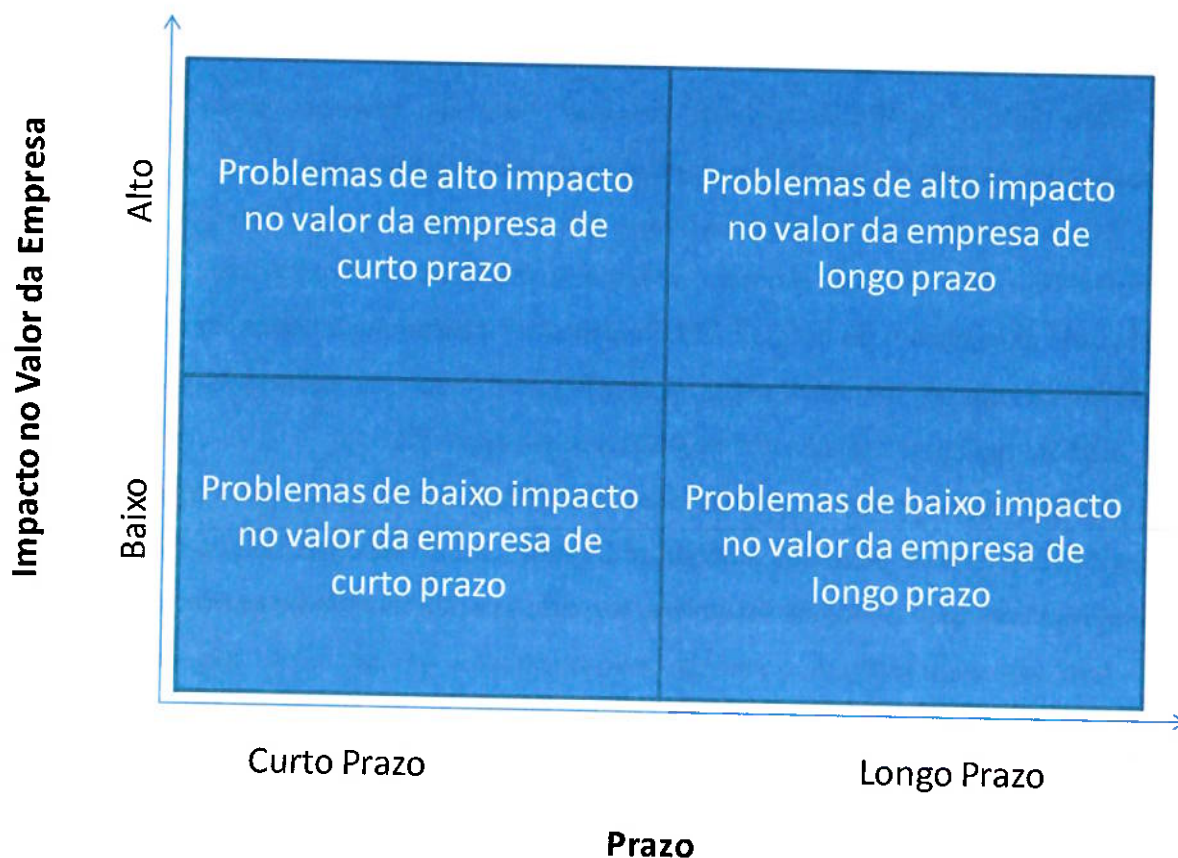 Impacto no Valor da Empresa
Alto
Baixo
Problemas de alto impacto
no valor da empresa de
curto prazo
Problemas de alto impacto
no valor da empresa de
longo prazo
Problemas de baixo impacto
no valor da empresa de
curto prazo
Problemas de baixo impacto
no valor da empresa de
longo prazo
Curto Prazo
Longo Prazo
Prazo